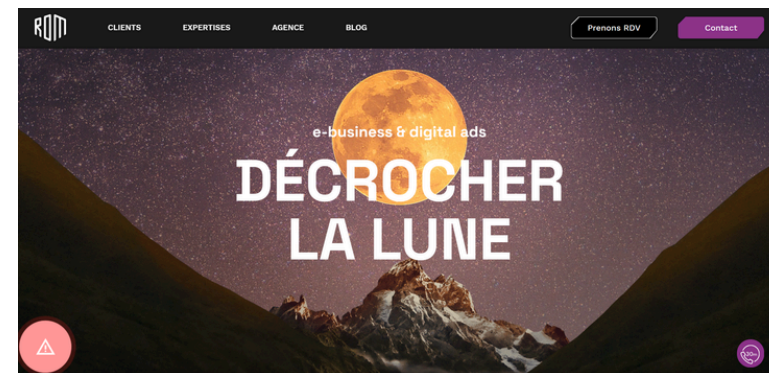 ROM
CLIENTS
EXPERTISES
AGENCE
BLOG
Prenons RDV
Contact
e-business & digital ads
DÉCROCHER
LA LUNE